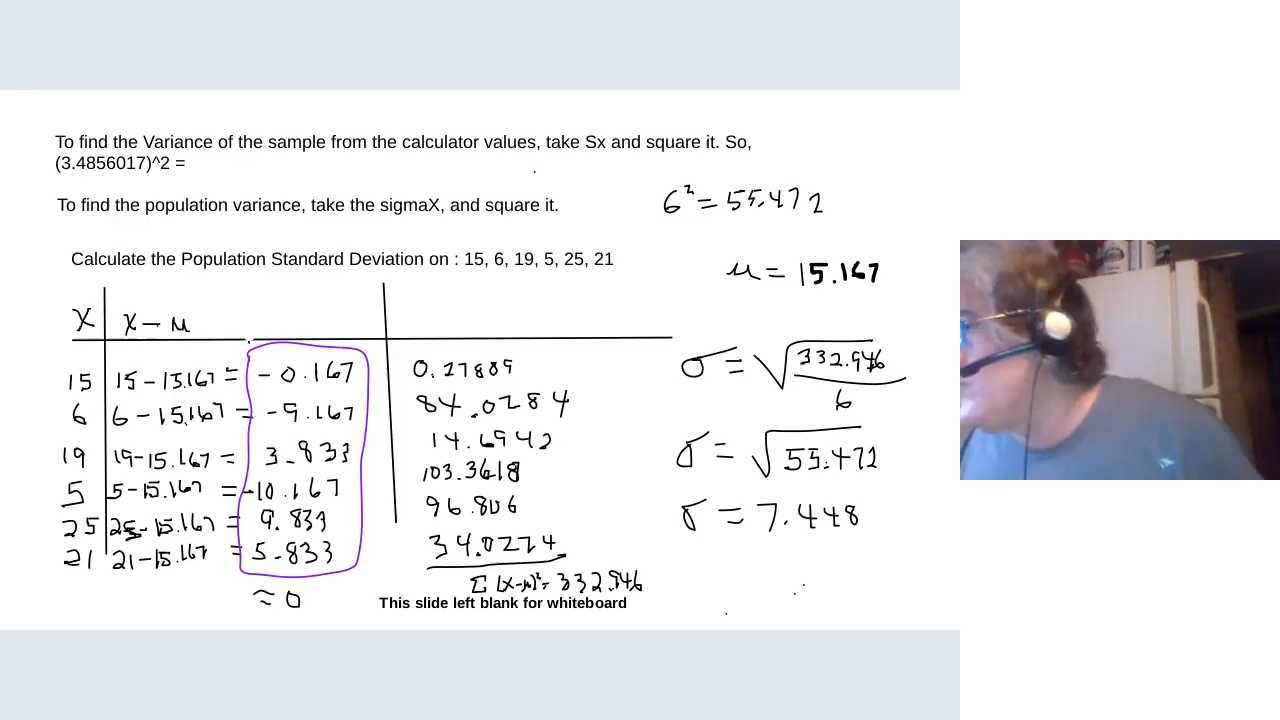 To find the Variance of the sample from the calculator values, take Sx and square it. So,
(3.4856017)^2 =
To find the population variance, take the sigmaX, and square it.
6² = 55.472
Calculate the Population Standard Deviation on : 15, 6, 19, 5, 25, 21
μ = 15.167
X X - μ
15 15 - 15.167 = -0.167 0.27889
6 6 - 15.167 = -9.167 84.0284
19 19-15.167 = 3.833 14.6942
5 5-15.167 = -10.167 103.3618
25 25-15.167 = 9.833 96.806
21 21-15.167 = 5.833 34.0224
≈ 0
Σ(x-μ)² = 332.946
σ = √332.946
6
σ = √55.472
σ = 7.448
This slide left blank for whiteboard